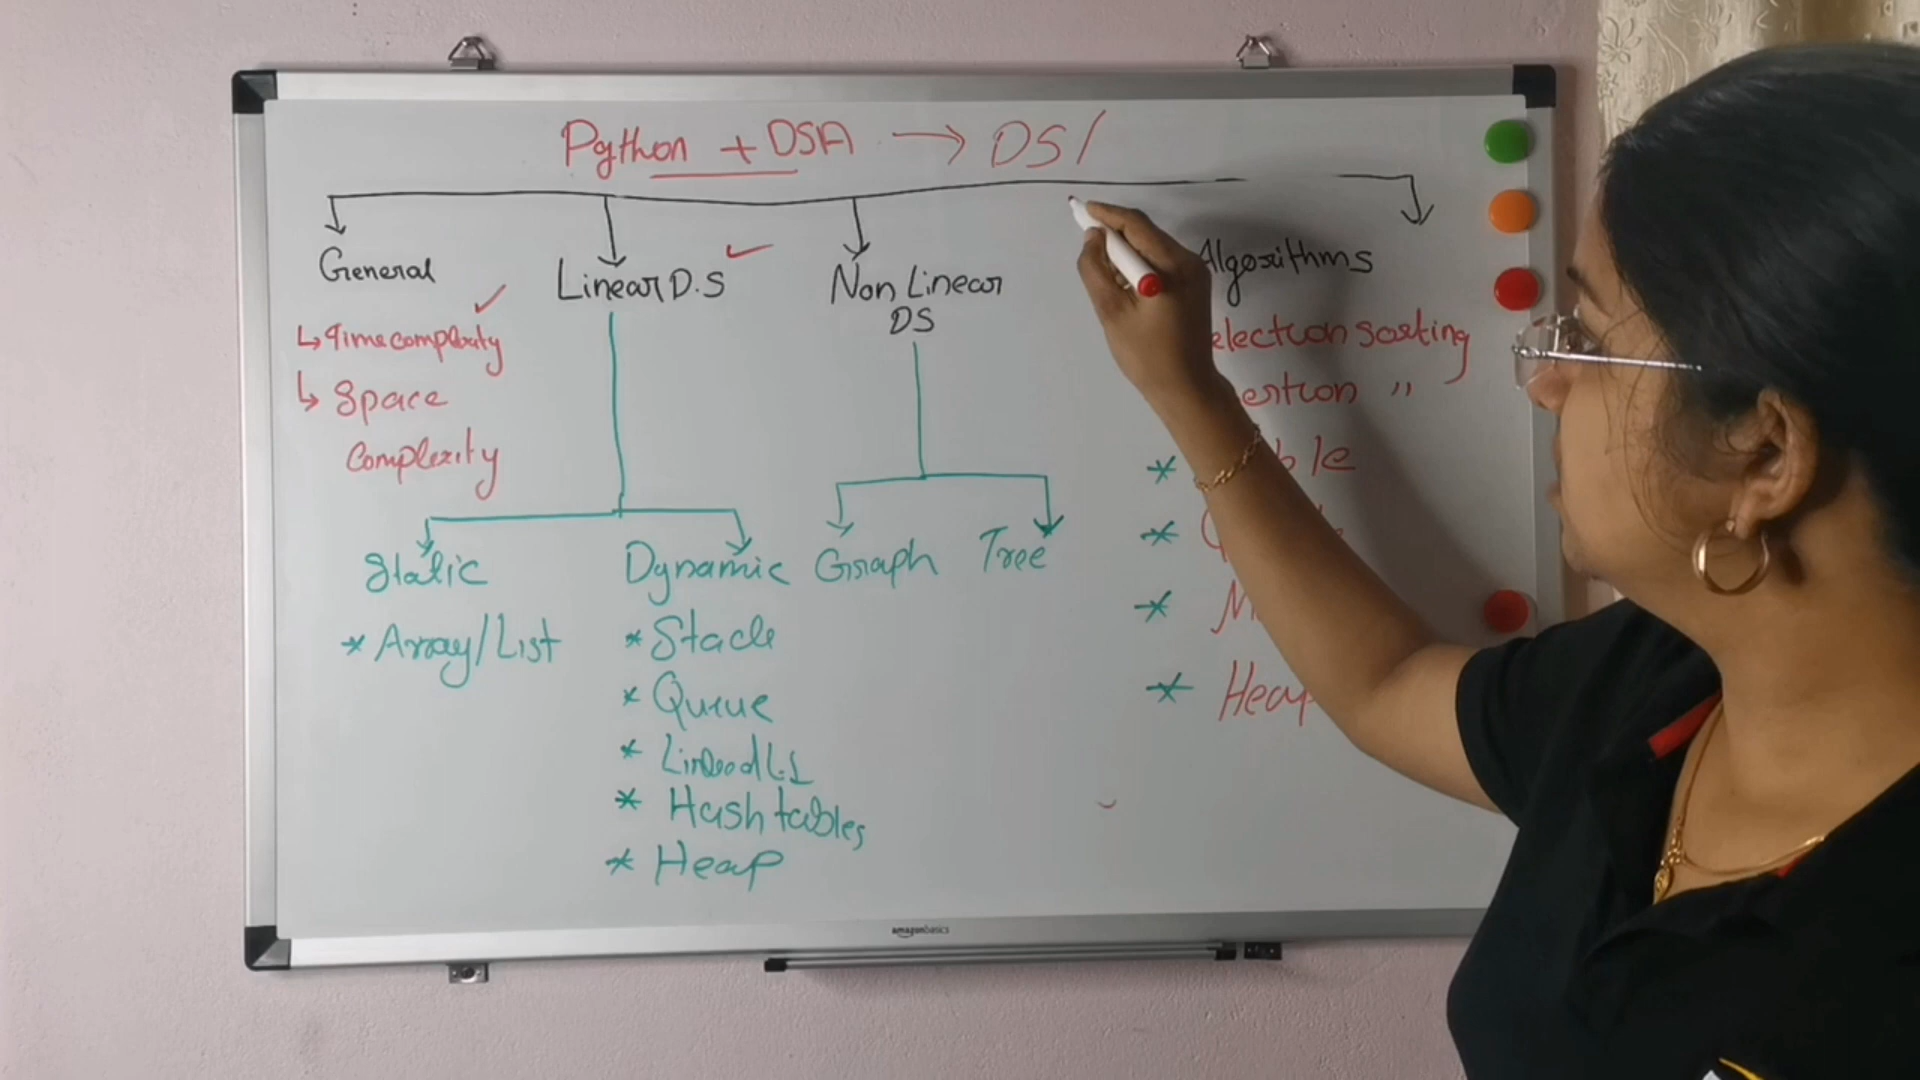 Python + DSA → DS/
General
Linear D.S
Non Linear
DS
Algorithms
↳ Time complexity
↳ Space
Complexity
Static
* Array/List
Dynamic
* Stack
* Queue
* Linked
* Hash tables
* Heap
Graph
Tree
election sorting
ertion "
* ble
*
* M
* Heap
amazonbasics